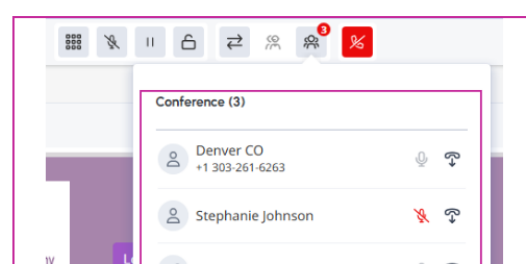 3
Conference (3)
Denver CO
+1 303-261-6263
Stephanie Johnson